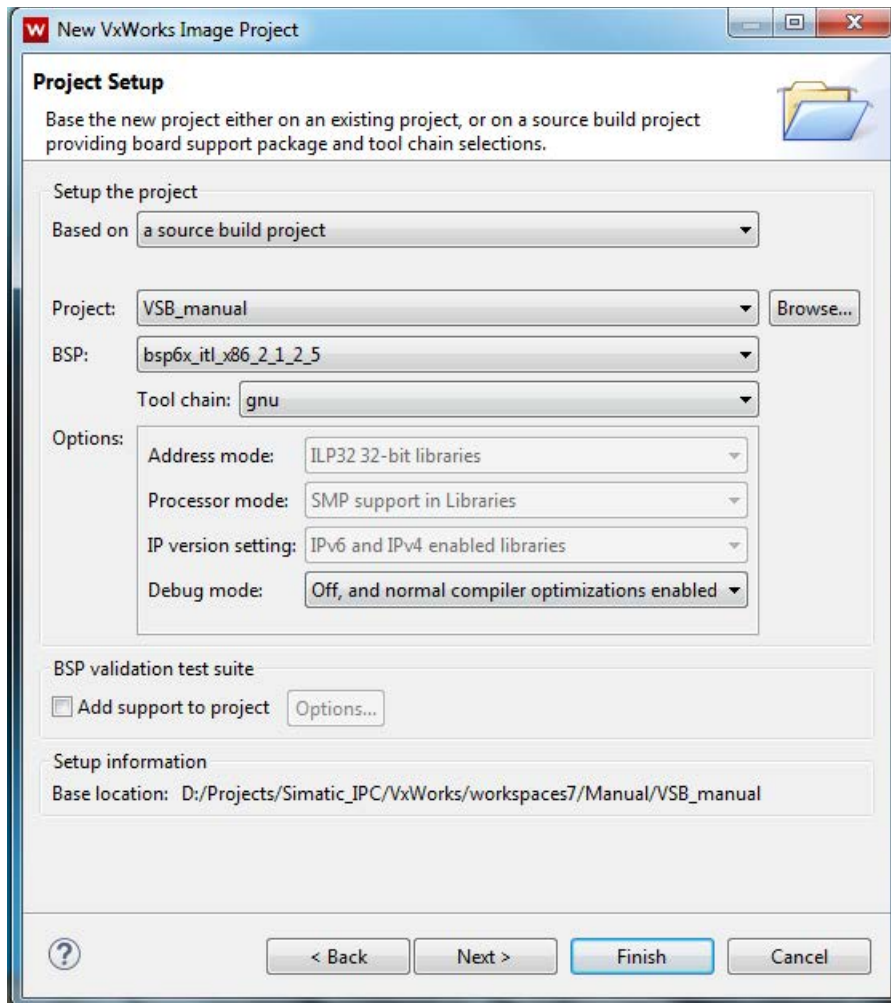 W New VxWorks Image Project
Project Setup
Base the new project either on an existing project, or on a source build project
providing board support package and tool chain selections.
Setup the project
Based on a source build project
Project: VSB_manual Browse...
BSP: bsp6x_itl_x86_2_1_2_5
Tool chain: gnu
Options:
Address mode: ILP32 32-bit libraries
Processor mode: SMP support in Libraries
IP version setting: IPv6 and IPv4 enabled libraries
Debug mode: Off, and normal compiler optimizations enabled
BSP validation test suite
Add support to project Options...
Setup information
Base location: D:/Projects/Simatic_IPC/VxWorks/workspaces7/Manual/VSB_manual
? < Back Next > Finish Cancel